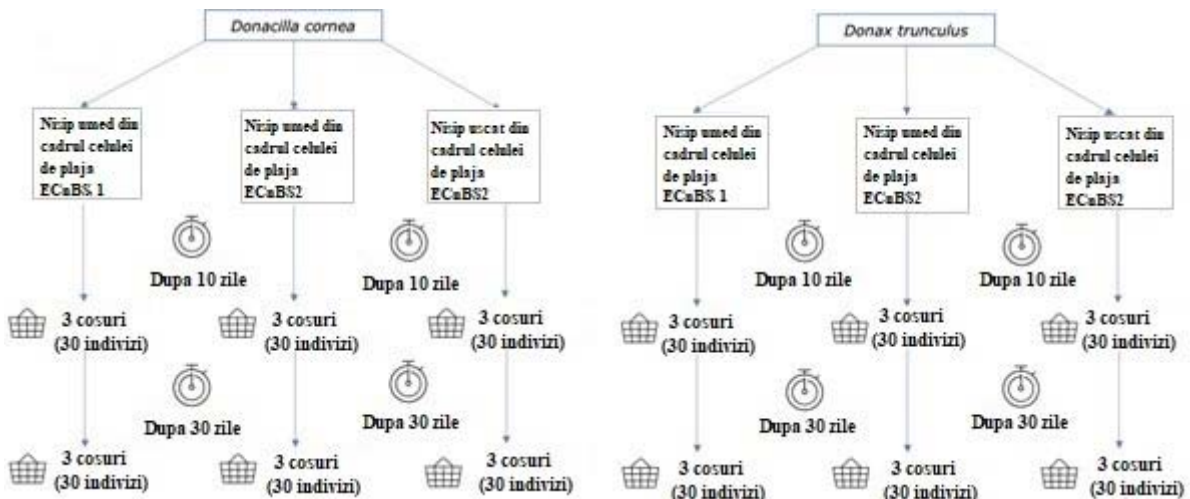 Donacilla cornea
Nisip umed din
cadrul celulei
de plaja
ECnBS 1
Nisip umed din
cadrul celulei
de plaja
ECnBS2
Nisip uscat din
cadrul celulei
de plaja
ECnBS2
Dupa 10 zile
Dupa 10 zile
3 cosuri
(30 indivizi)
3 cosuri
(30 indivizi)
3 cosuri
(30 indivizi)
Dupa 30 zile
Dupa 30 zile
3 cosuri
(30 indivizi)
3 cosuri
(30 indivizi)
3 cosuri
(30 indivizi)
Donax trunculus
Nisip umed din
cadrul celulei
de plaja
ECnBS 1
Nisip umed din
cadrul celulei
de plaja
ECnBS2
Nisip uscat din
cadrul celulei
de plaja
ECnBS2
Dupa 10 zile
Dupa 10 zile
3 cosuri
(30 indivizi)
3 cosuri
(30 indivizi)
3 cosuri
(30 indivizi)
Dupa 30 zile
Dupa 30 zile
3 cosuri
(30 indivizi)
3 cosuri
(30 indivizi)
3 cosuri
(30 indivizi)